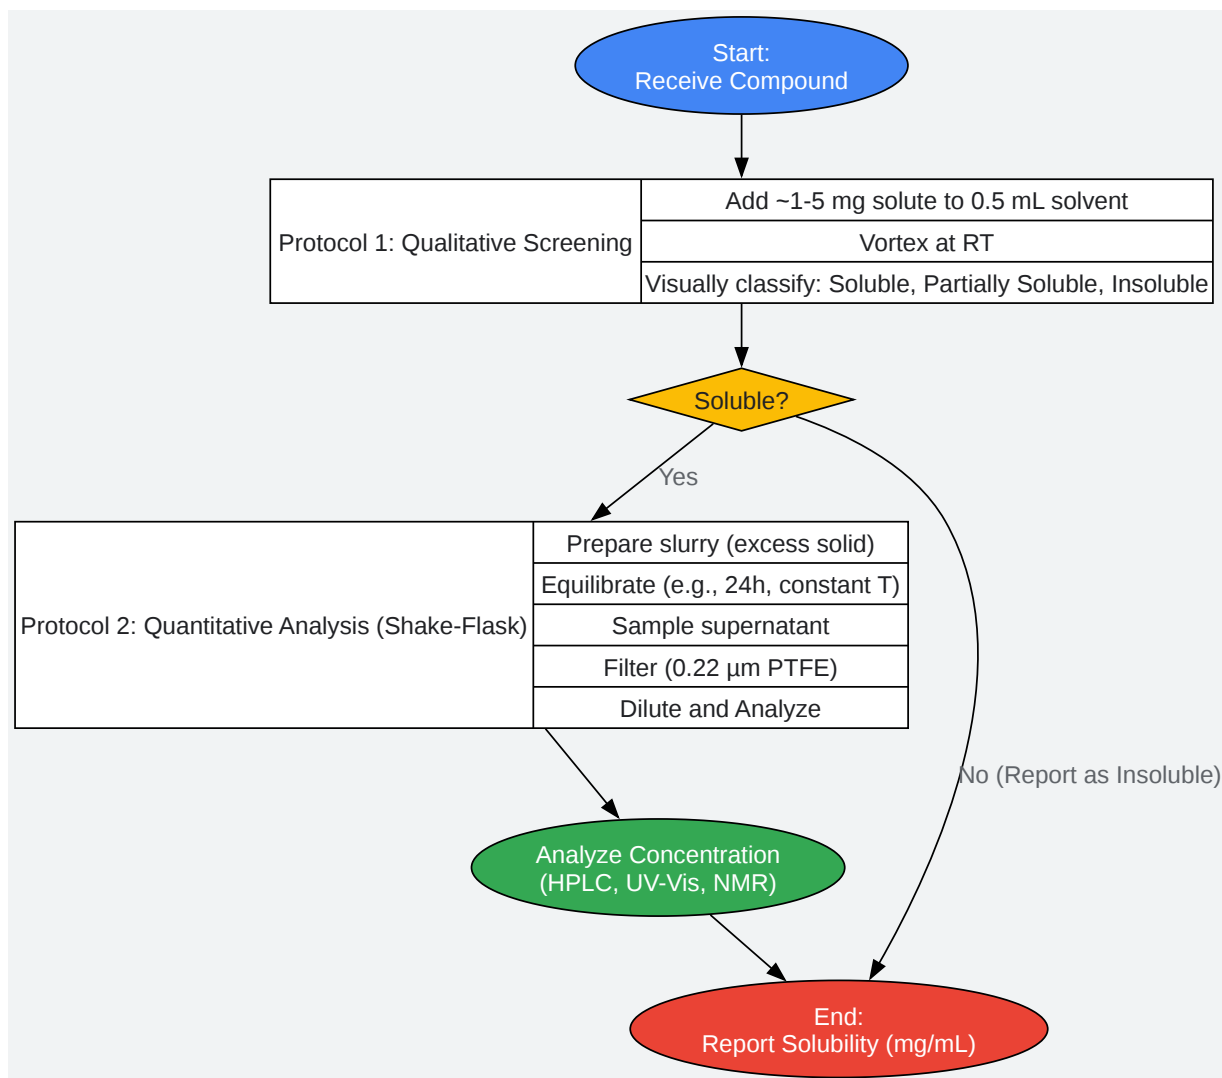 Start:
Receive Compound
Protocol 1: Qualitative Screening
Add ~1-5 mg solute to 0.5 mL solvent
Vortex at RT
Visually classify: Soluble, Partially Soluble, Insoluble
Soluble?
Yes
Protocol 2: Quantitative Analysis (Shake-Flask)
Prepare slurry (excess solid)
Equilibrate (e.g., 24h, constant T)
Sample supernatant
Filter (0.22 µm PTFE)
Dilute and Analyze
No (Report as Insoluble)
Analyze Concentration
(HPLC, UV-Vis, NMR)
End:
Report Solubility (mg/mL)